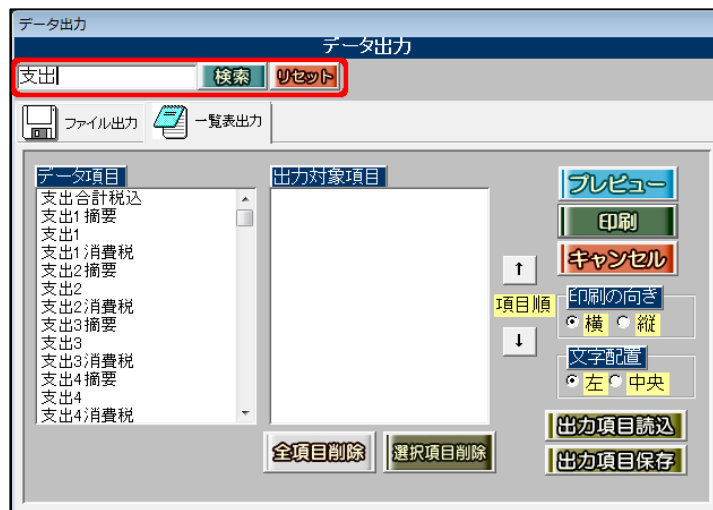 データ出力
データ出力
支出
検索
リセット
ファイル出力
一覧表出力
データ項目
支出合計税込
支出1摘要
支出1
支出1消費税
支出2摘要
支出2
支出2消費税
支出3摘要
支出3
支出3消費税
支出4摘要
支出4
支出4消費税
出力対象項目
全項目削除
選択項目削除
↑
項目順
↓
プレビュー
印刷
キャンセル
印刷の向き
横 縦
文字配置
左 中央
出力項目読込
出力項目保存